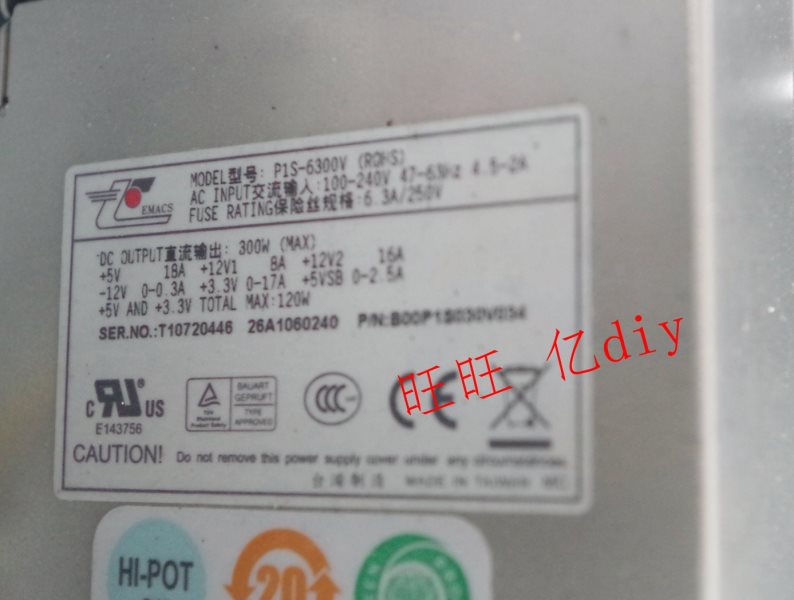 EMACS
MODEL型号: P1S-6300V (ROHS)
AC INPUT交流输入:100-240V 47-63Hz 4.5-2A
FUSE RATING保险丝规格:6.3A/250V
DC OUTPUT直流输出: 300W (MAX)
+5V 18A +12V1 8A +12V2 16A
-12V 0-0.3A +3.3V 0-17A +5VSB 0-2.5A
+5V AND +3.3V TOTAL MAX:120W
SER.NO.:T10720446 26A1060240 P/N:B00P1S030V034
旺旺 亿diy
c RU US
E143756
BAUART
GEPRUFT
TYPE
APPROVED
CCC
CE
CAUTION! Do not remove this power supply cover under any circumstances.
台湾制造 MADE IN TAIWAN
HI-POT
20